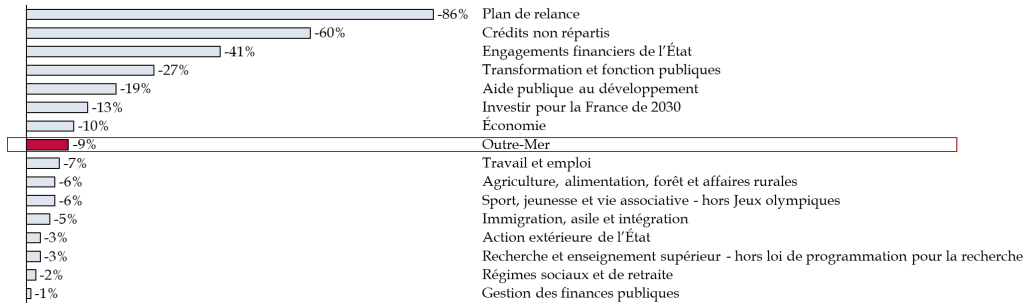 -86% Plan de relance
-60% Crédits non répartis
-41% Engagements financiers de l'État
-27% Transformation et fonction publiques
-19% Aide publique au développement
-13% Investir pour la France de 2030
-10% Économie
-9% Outre-Mer
-7% Travail et emploi
-6% Agriculture, alimentation, forêt et affaires rurales
-6% Sport, jeunesse et vie associative - hors Jeux olympiques
-5% Immigration, asile et intégration
-3% Action extérieure de l'État
-3% Recherche et enseignement supérieur - hors loi de programmation pour la recherche
-2% Régimes sociaux et de retraite
-1% Gestion des finances publiques